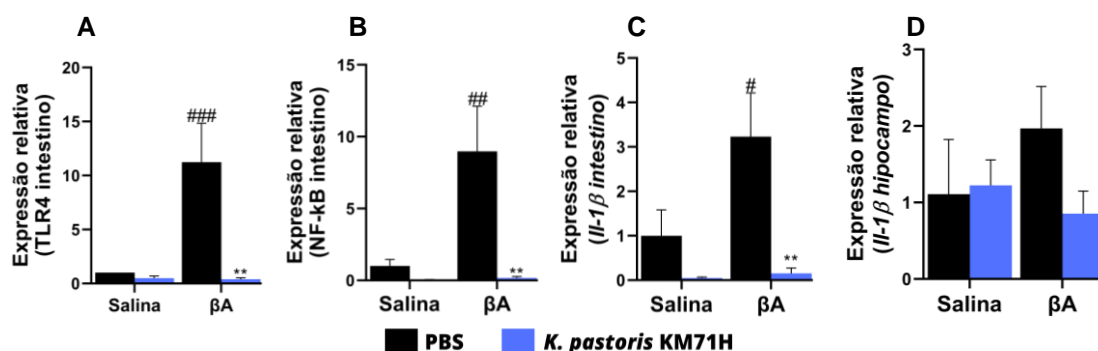 A
Expressão relativa
(TLR4 intestino)
20
15
10
5
0
###
**
Salina
βA
B
Expressão relativa
(NF-kB intestino)
15
10
5
0
##
**
Salina
βA
C
Expressão relativa
(Il-1β intestino)
5
4
3
2
1
0
#
**
Salina
βA
D
Expressão relativa
(Il-1β hipocampo)
3
2
1
0
Salina
βA
PBS
K. pastoris KM71H